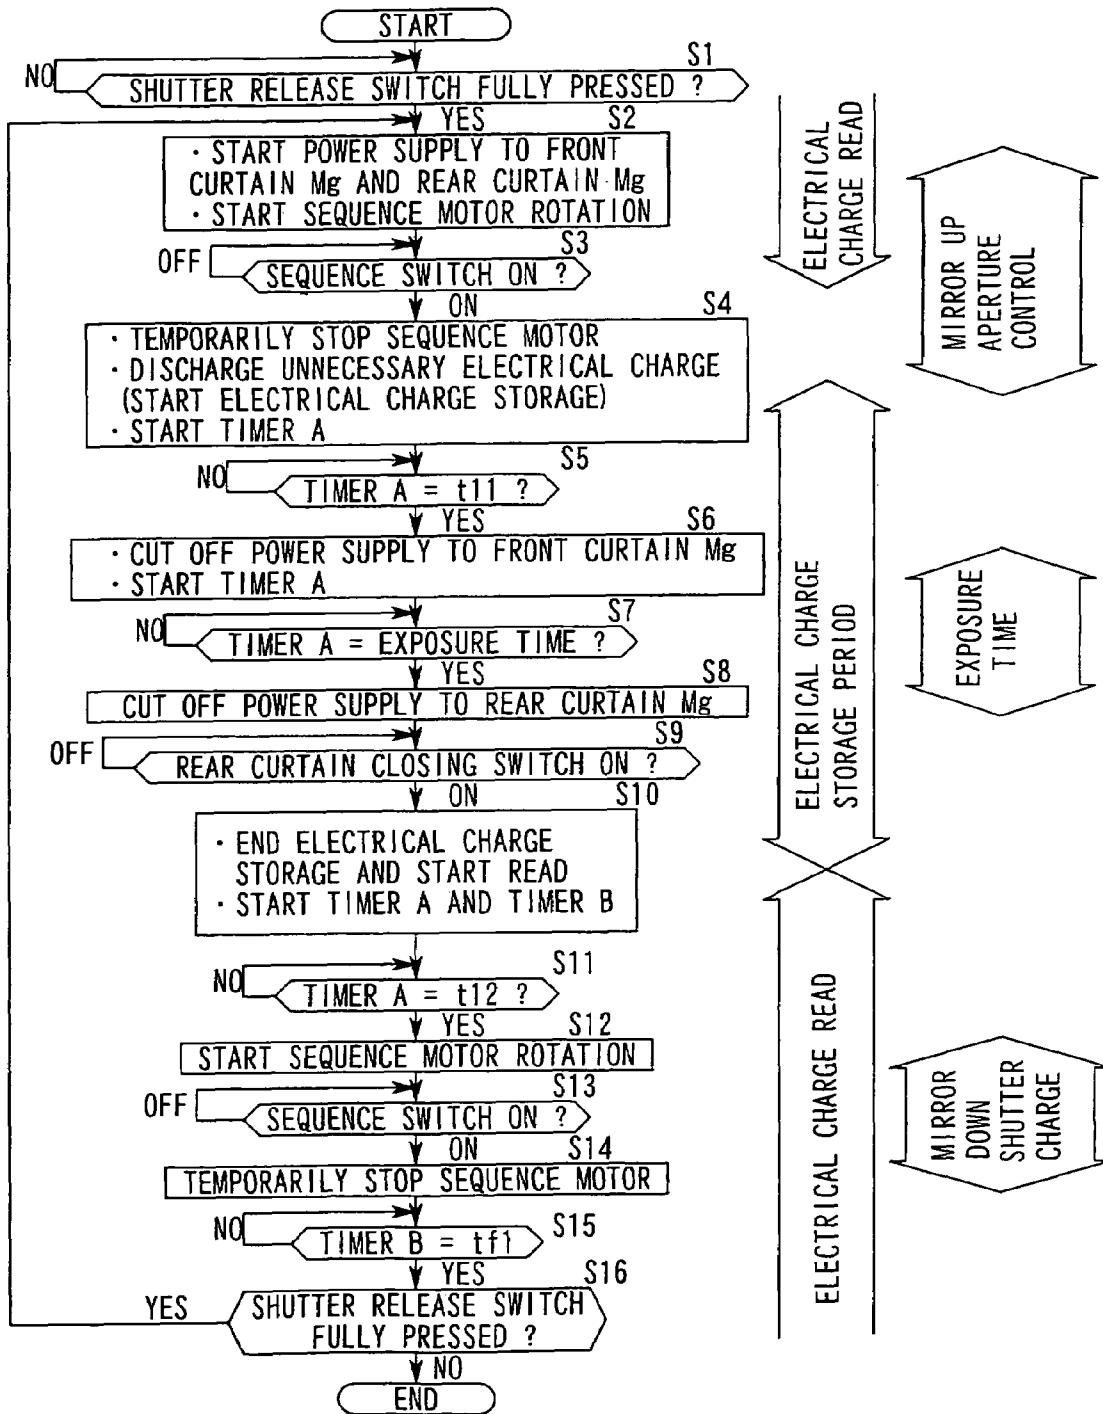 START
S1
NO
SHUTTER RELEASE SWITCH FULLY PRESSED ?
YES
S2
· START POWER SUPPLY TO FRONT
CURTAIN Mg AND REAR CURTAIN Mg
· START SEQUENCE MOTOR ROTATION
S3
OFF
SEQUENCE SWITCH ON ?
ON
S4
· TEMPORARILY STOP SEQUENCE MOTOR
· DISCHARGE UNNECESSARY ELECTRICAL CHARGE
(START ELECTRICAL CHARGE STORAGE)
· START TIMER A
S5
NO
TIMER A = t11 ?
YES
S6
· CUT OFF POWER SUPPLY TO FRONT CURTAIN Mg
· START TIMER A
S7
NO
TIMER A = EXPOSURE TIME ?
YES
S8
CUT OFF POWER SUPPLY TO REAR CURTAIN Mg
S9
OFF
REAR CURTAIN CLOSING SWITCH ON ?
ON
S10
· END ELECTRICAL CHARGE
STORAGE AND START READ
· START TIMER A AND TIMER B
S11
NO
TIMER A = t12 ?
YES
S12
START SEQUENCE MOTOR ROTATION
S13
OFF
SEQUENCE SWITCH ON ?
ON
S14
TEMPORARILY STOP SEQUENCE MOTOR
S15
NO
TIMER B = tf1
YES
S16
YES
SHUTTER RELEASE SWITCH
FULLY PRESSED ?
NO
END
ELECTRICAL
CHARGE READ
MIRROR UP
APERTURE
CONTROL
ELECTRICAL CHARGE
STORAGE PERIOD
EXPOSURE
TIME
ELECTRICAL CHARGE READ
MIRROR
DOWN
SHUTTER
CHARGE